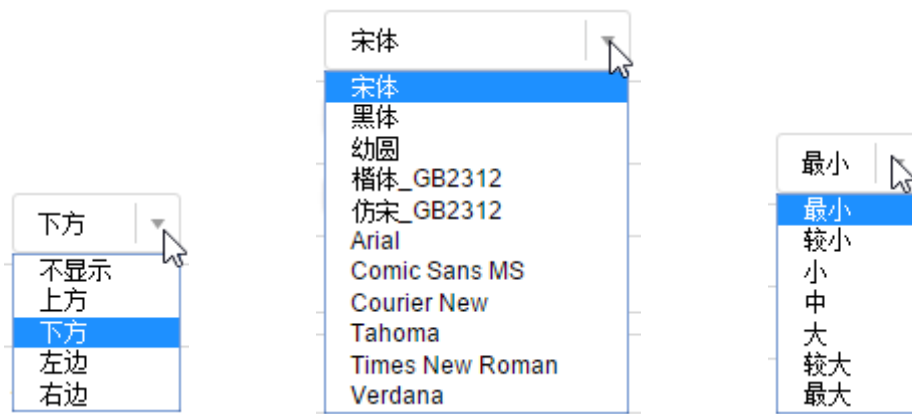 下方
不显示
上方
下方
左边
右边
宋体
宋体
黑体
幼圆
楷体_GB2312
仿宋_GB2312
Arial
Comic Sans MS
Courier New
Tahoma
Times New Roman
Verdana
最小
最小
较小
小
中
大
较大
最大